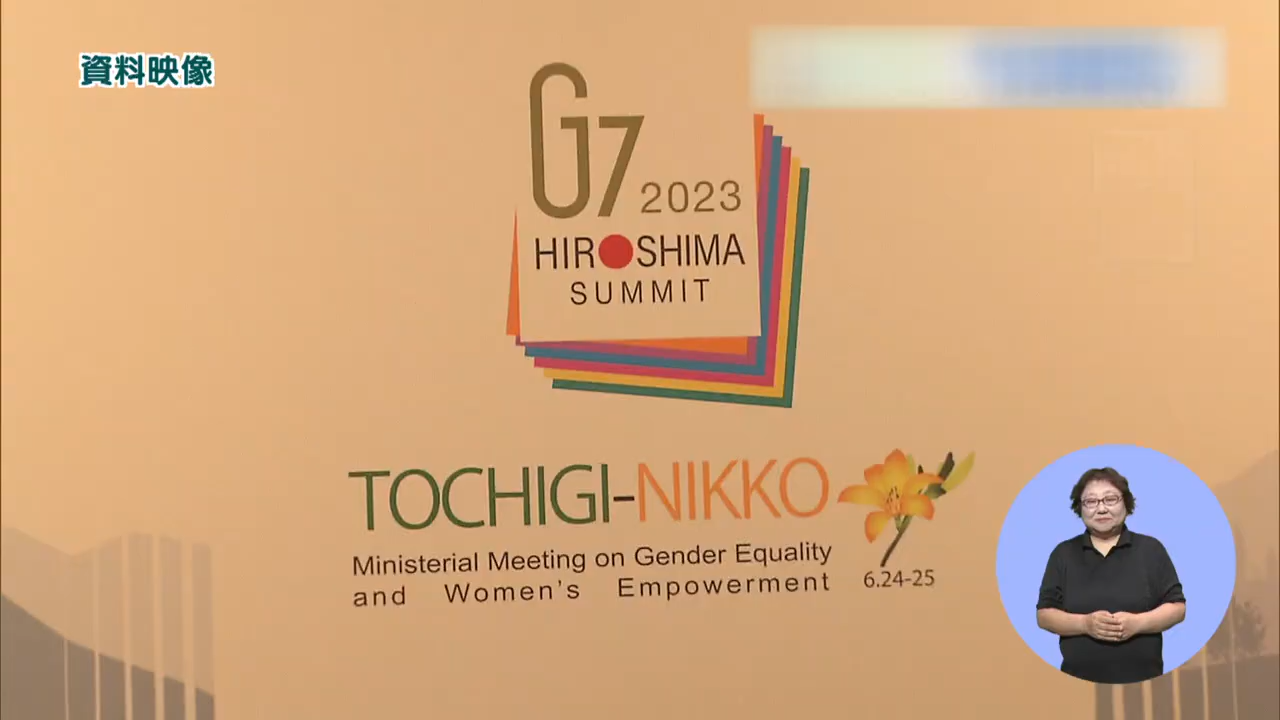 資料映像
G7 2023
HIROSHIMA
SUMMIT
TOCHIGI-NIKKO
Ministerial Meeting on Gender Equality
and Women's Empowerment
6.24-25